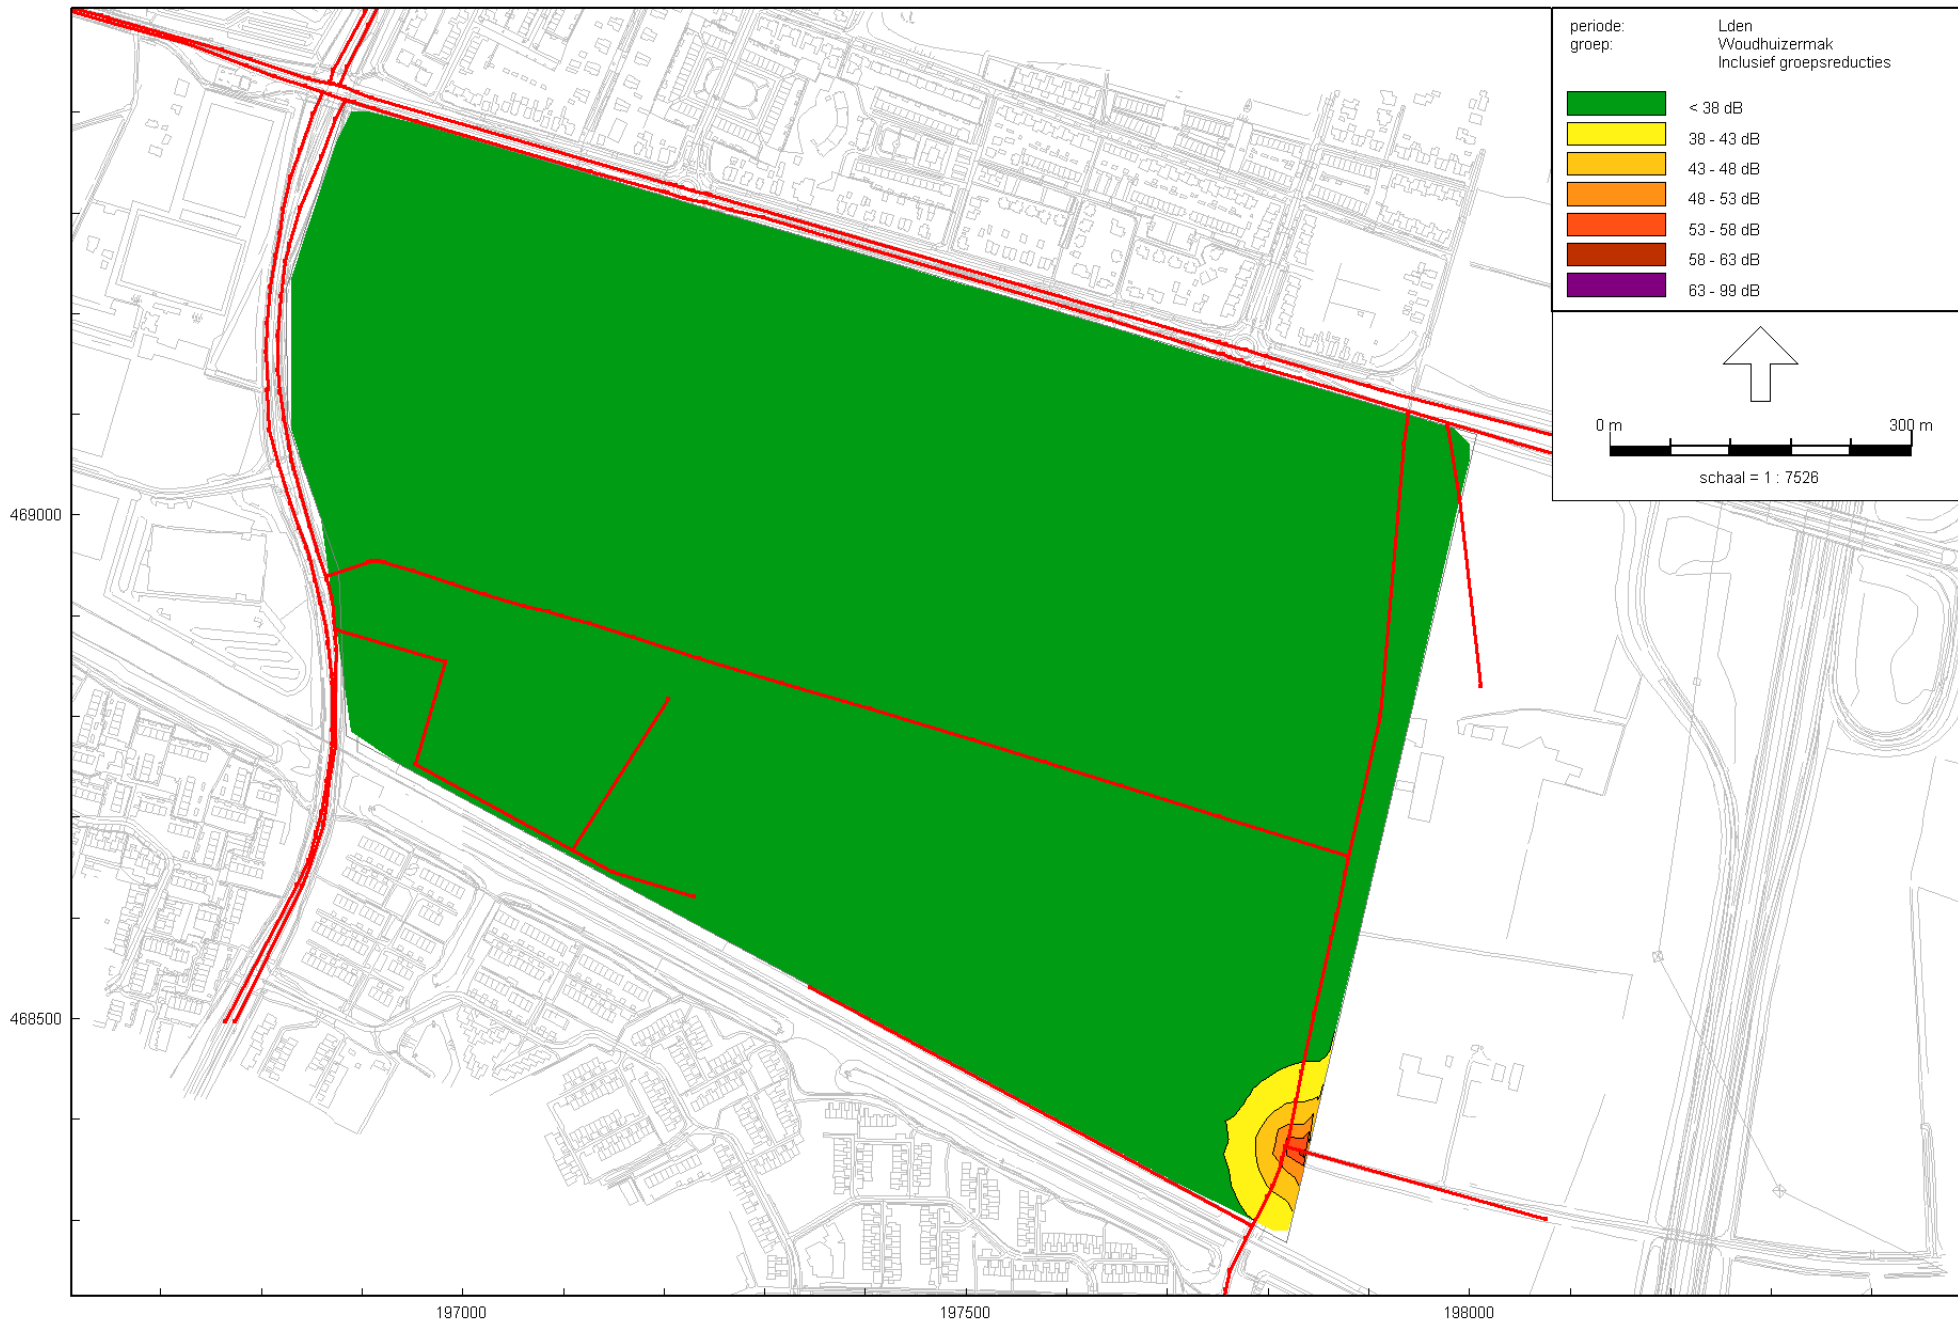 periode: Lden
groep: Woudhuizermak
Inclusief groepsreducties
< 38 dB
38 - 43 dB
43 - 48 dB
48 - 53 dB
53 - 58 dB
58 - 63 dB
63 - 99 dB
0 m 300 m
schaal = 1 : 7526
469000
468500
197000 197500 198000